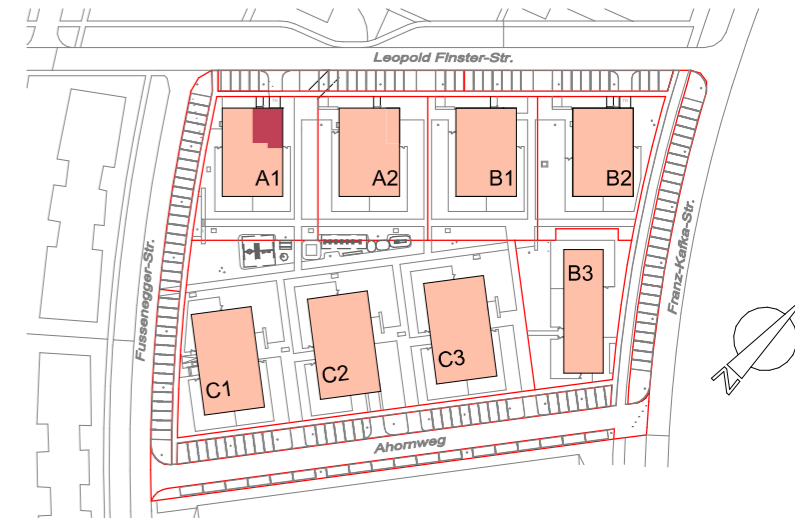 Leopold Finster-Str.
A1
A2
B1
B2
Fussenegger-Str.
Franz-Kafka-Str.
B3
C1
C2
C3
N
Ahornweg